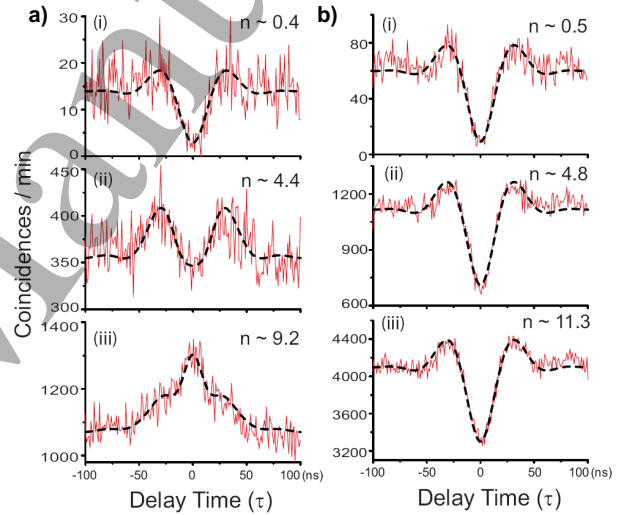 a)
(i)
n ~ 0.4
30
20
10
0
(ii)
n ~ 4.4
450
400
350
300
(iii)
n ~ 9.2
1400
1200
1000
-100 -50 0 50 100 (ns)
Delay Time (τ)
Coincidences / min
b)
(i)
n ~ 0.5
80
40
0
(ii)
n ~ 4.8
1200
900
600
(iii)
n ~ 11.3
4400
4000
3600
3200
-100 -50 0 50 100 (ns)
Delay Time (τ)